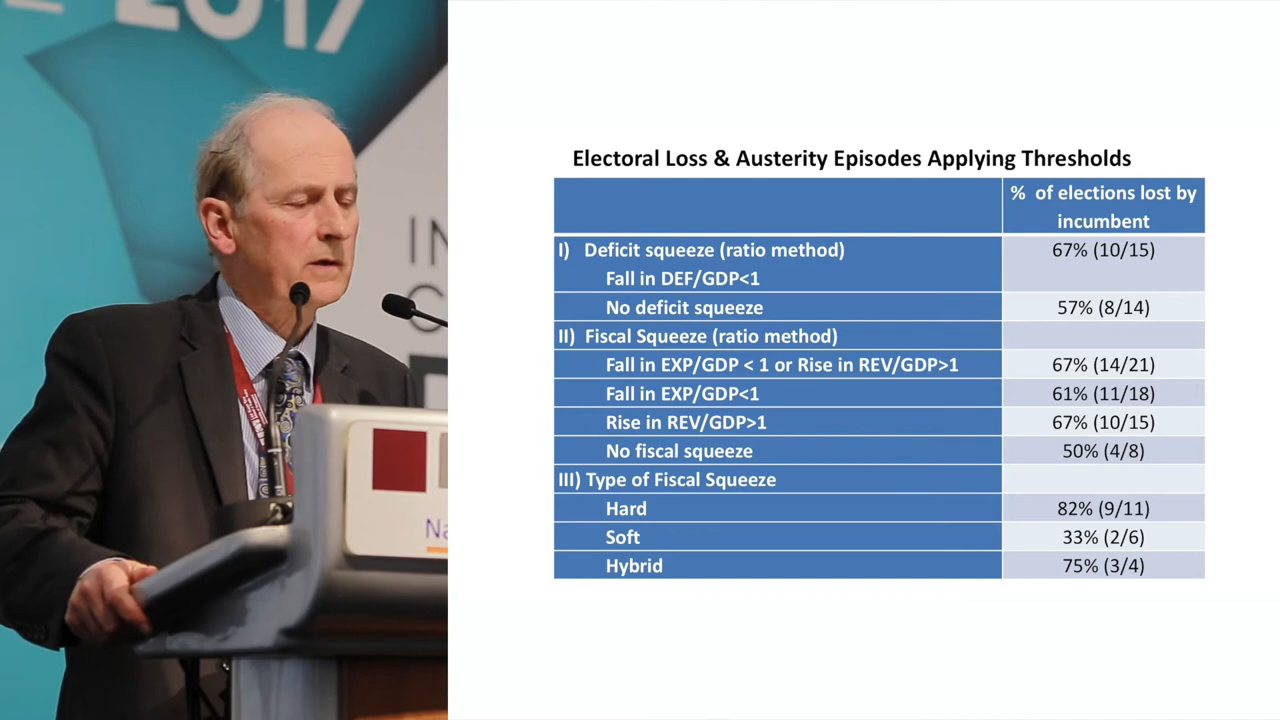 2017
IN
C
Na
Electoral Loss & Austerity Episodes Applying Thresholds
% of elections lost by
incumbent
I) Deficit squeeze (ratio method) 67% (10/15)
Fall in DEF/GDP<1
No deficit squeeze 57% (8/14)
II) Fiscal Squeeze (ratio method)
Fall in EXP/GDP < 1 or Rise in REV/GDP>1 67% (14/21)
Fall in EXP/GDP<1 61% (11/18)
Rise in REV/GDP>1 67% (10/15)
No fiscal squeeze 50% (4/8)
III) Type of Fiscal Squeeze
Hard 82% (9/11)
Soft 33% (2/6)
Hybrid 75% (3/4)